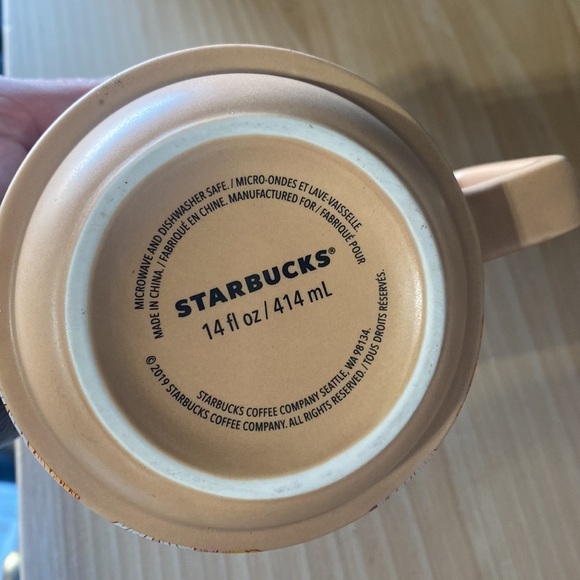 MICROWAVE AND DISHWASHER SAFE. / MICRO-ONDES ET LAVE-VAISSELLE.
MADE IN CHINA. / FABRIQUÉ EN CHINE. MANUFACTURED FOR / FABRIQUÉ POUR
STARBUCKS®
14 fl oz / 414 mL
STARBUCKS COFFEE COMPANY SEATTLE, WA 98134.
© 2019 STARBUCKS COFFEE COMPANY. ALL RIGHTS RESERVED. / TOUS DROITS RÉSERVÉS.